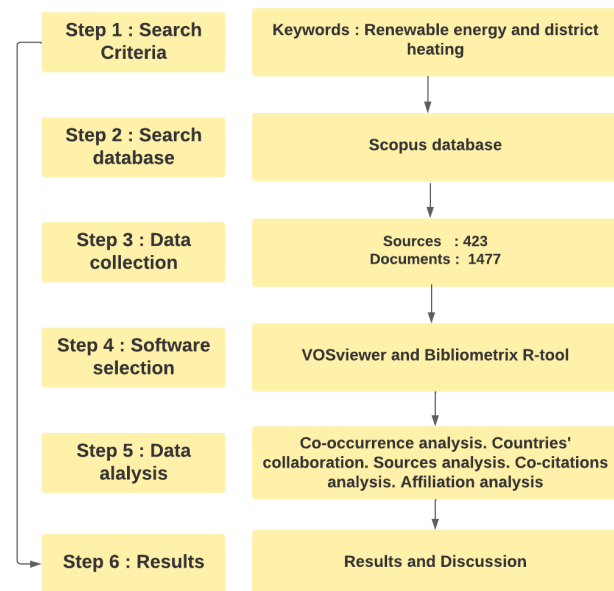 Step 1 : Search
Criteria
Keywords : Renewable energy and district
heating
Step 2 : Search
database
Scopus database
Step 3 : Data
collection
Sources : 423
Documents : 1477
Step 4 : Software
selection
VOSviewer and Bibliometrix R-tool
Step 5 : Data
alalysis
Co-occurrence analysis. Countries'
collaboration. Sources analysis. Co-citations
analysis. Affiliation analysis
Step 6 : Results
Results and Discussion